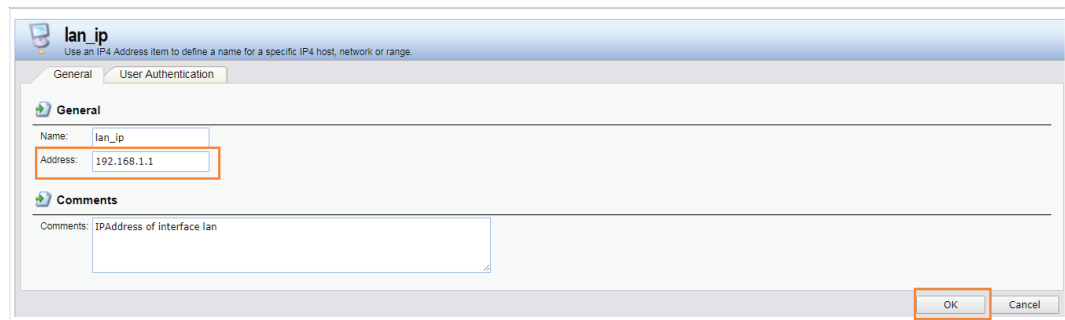 lan_ip
Use an IP4 Address item to define a name for a specific IP4 host, network or range.
General User Authentication
General
Name: lan_ip
Address: 192.168.1.1
Comments
Comments: IPAddress of interface lan
OK Cancel